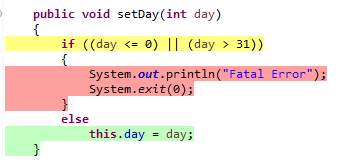 public void setDay(int day)
{
if ((day <= 0) || (day > 31))
{
System.out.println("Fatal Error");
System.exit(0);
}
else
this.day = day;
}